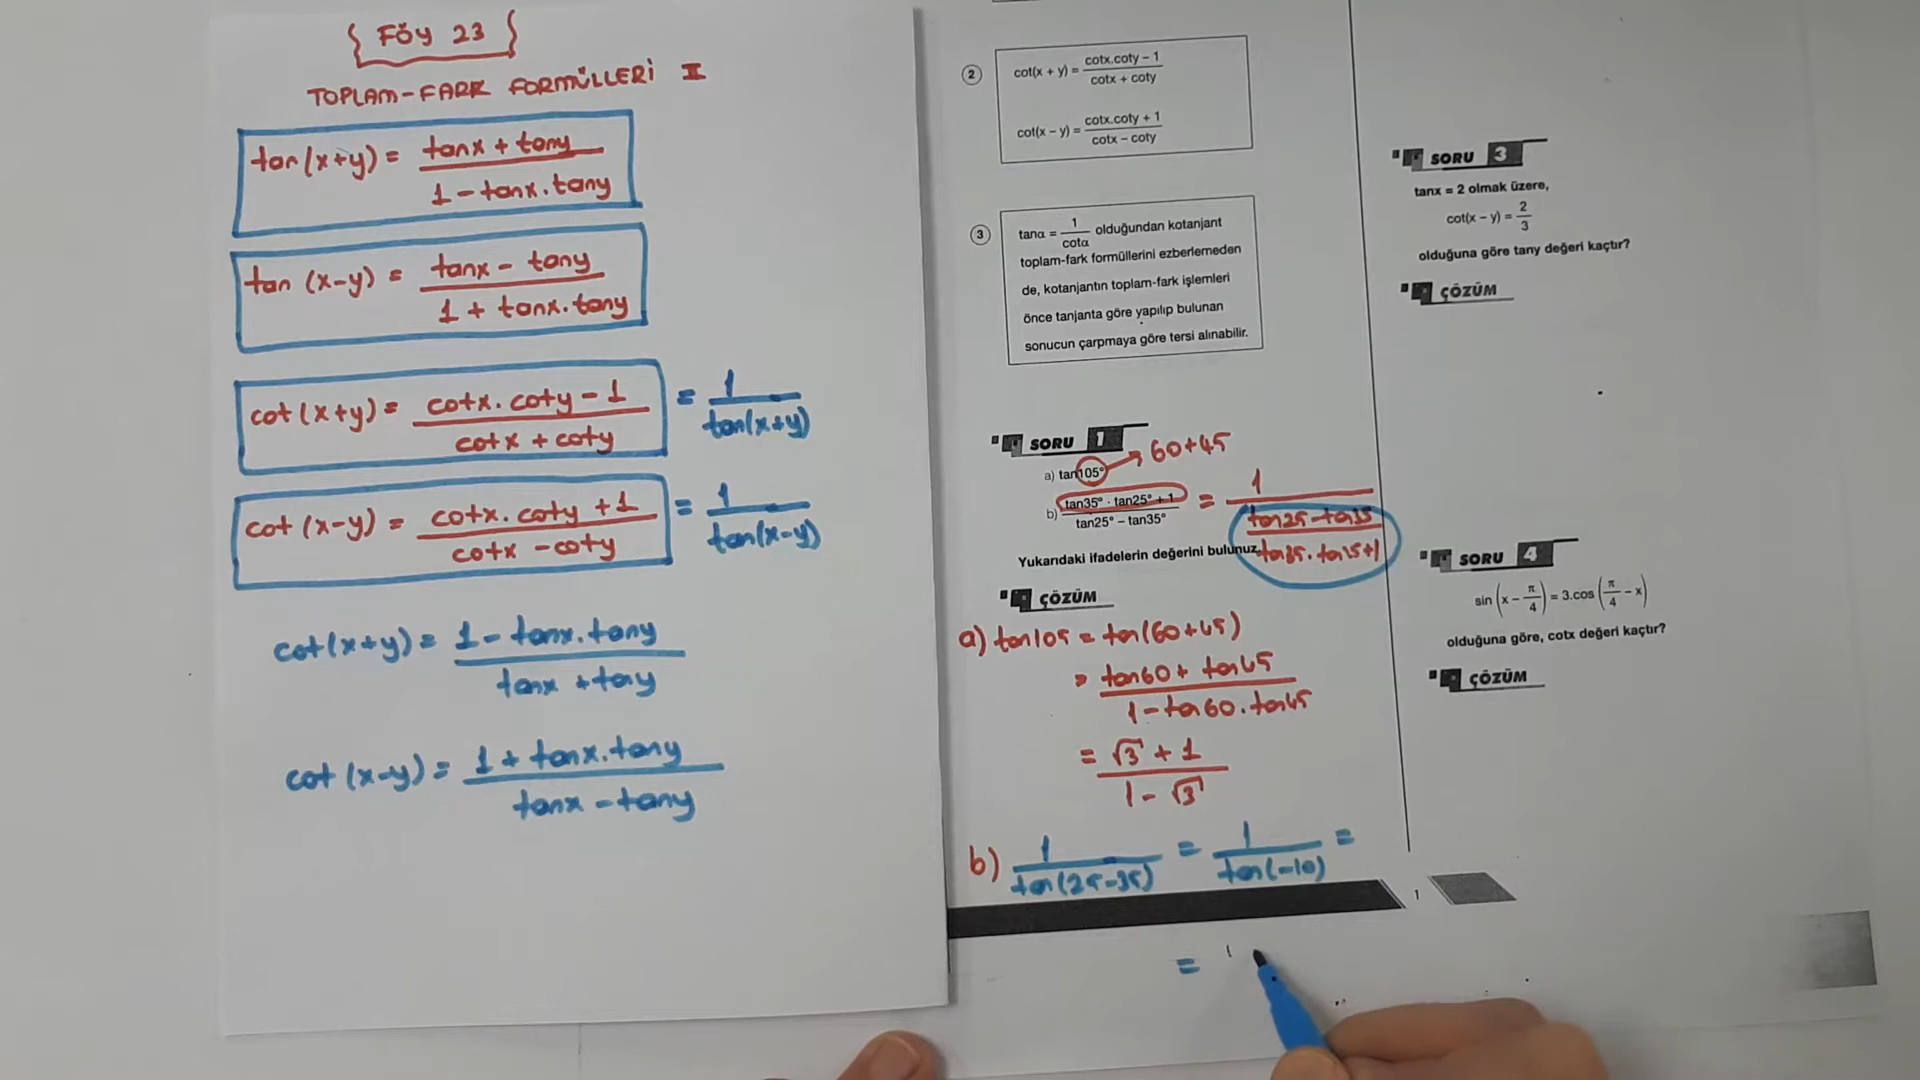 Föy 23
TOPLAM-FARK FORMÜLLERİ II
tan(x+y) = tanx + tany / 1 - tanx.tany
tan(x-y) = tanx - tany / 1 + tanx.tany
cot(x+y) = cotx.coty - 1 / cotx + coty = 1 / tan(x+y)
cot(x-y) = cotx.coty + 1 / cotx - coty = 1 / tan(x-y)
cot(x+y) = 1 - tanx.tany / tanx + tany
cot(x-y) = 1 + tanx.tany / tanx - tany
2
cot(x + y) = cotx.coty – 1 / cotx + coty
cot(x – y) = cotx.coty + 1 / cotx – coty
3
tanα = 1 / cotα olduğundan kotanjant
toplam-fark formüllerini ezberlemeden
de, kotanjantın toplam-fark işlemleri
önce tanjanta göre yapılıp bulunan
sonucun çarpmaya göre tersi alınabilir.
SORU 1
a) tan105° → 60+45
b) tan35° · tan25° + 1 / tan25° – tan35° = 1 / tan25-tan35 / tan35.tan25+1
Yukarıdaki ifadelerin değerini bulunuz.
ÇÖZÜM
a) tan105 = tan(60+45)
= tan60 + tan45 / 1 - tan60.tan45
= √3 + 1 / 1 - √3
b) 1 / tan(25-35) = 1 / tan(-10) =
=
1
SORU 3
tanx = 2 olmak üzere,
cot(x – y) = 2 / 3
olduğuna göre tany değeri kaçtır?
ÇÖZÜM
SORU 4
sin(x – π/4) = 3.cos(π/4 – x)
olduğuna göre, cotx değeri kaçtır?
ÇÖZÜM